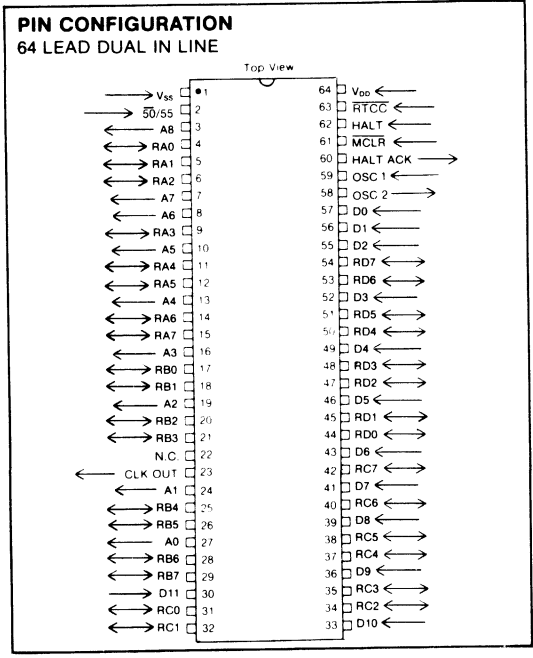 PIN CONFIGURATION
64 LEAD DUAL IN LINE
Top View
Vss 1 64 VDD
50/55 2 63 RTCC
A8 3 62 HALT
RA0 4 61 MCLR
RA1 5 60 HALT ACK
RA2 6 59 OSC 1
A7 7 58 OSC 2
A6 8 57 D0
RA3 9 56 D1
A5 10 55 D2
RA4 11 54 RD7
RA5 12 53 RD6
A4 13 52 D3
RA6 14 51 RD5
RA7 15 50 RD4
A3 16 49 D4
RB0 17 48 RD3
RB1 18 47 RD2
A2 19 46 D5
RB2 20 45 RD1
RB3 21 44 RD0
N.C. 22 43 D6
CLK OUT 23 42 RC7
A1 24 41 D7
RB4 25 40 RC6
RB5 26 39 D8
A0 27 38 RC5
RB6 28 37 RC4
RB7 29 36 D9
D11 30 35 RC3
RC0 31 34 RC2
RC1 32 33 D10